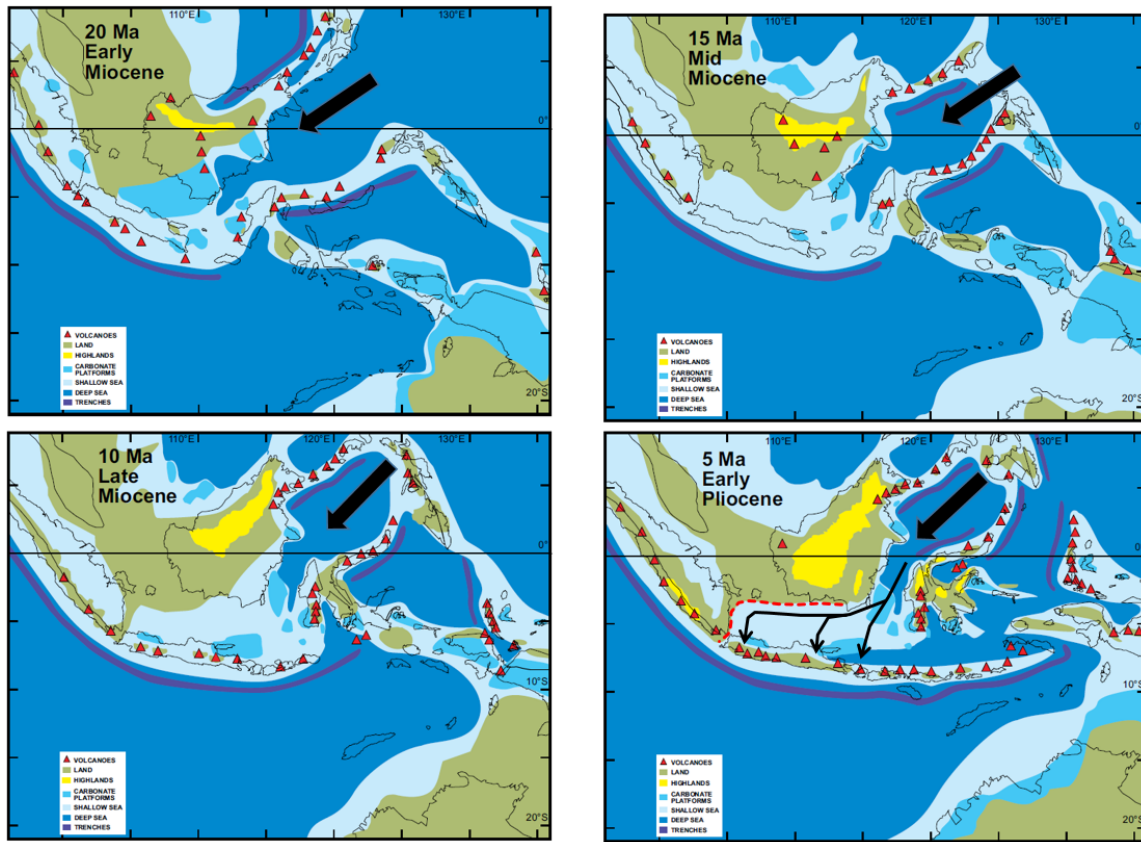 110°E
120°E
130°E
20 Ma
Early
Miocene
0°
20°S
VOLCANOES
LAND
HIGHLANDS
CARBONATE
PLATFORMS
SHALLOW SEA
DEEP SEA
TRENCHES
110°E
120°E
130°E
15 Ma
Mid
Miocene
0°
20°S
VOLCANOES
LAND
HIGHLANDS
CARBONATE
PLATFORMS
SHALLOW SEA
DEEP SEA
TRENCHES
110°E
120°E
130°E
10 Ma
Late
Miocene
0°
10°S
20°S
VOLCANOES
LAND
HIGHLANDS
CARBONATE
PLATFORMS
SHALLOW SEA
DEEP SEA
TRENCHES
110°E
120°E
130°E
5 Ma
Early
Pliocene
0°
10°S
20°S
VOLCANOES
LAND
HIGHLANDS
CARBONATE
PLATFORMS
SHALLOW SEA
DEEP SEA
TRENCHES